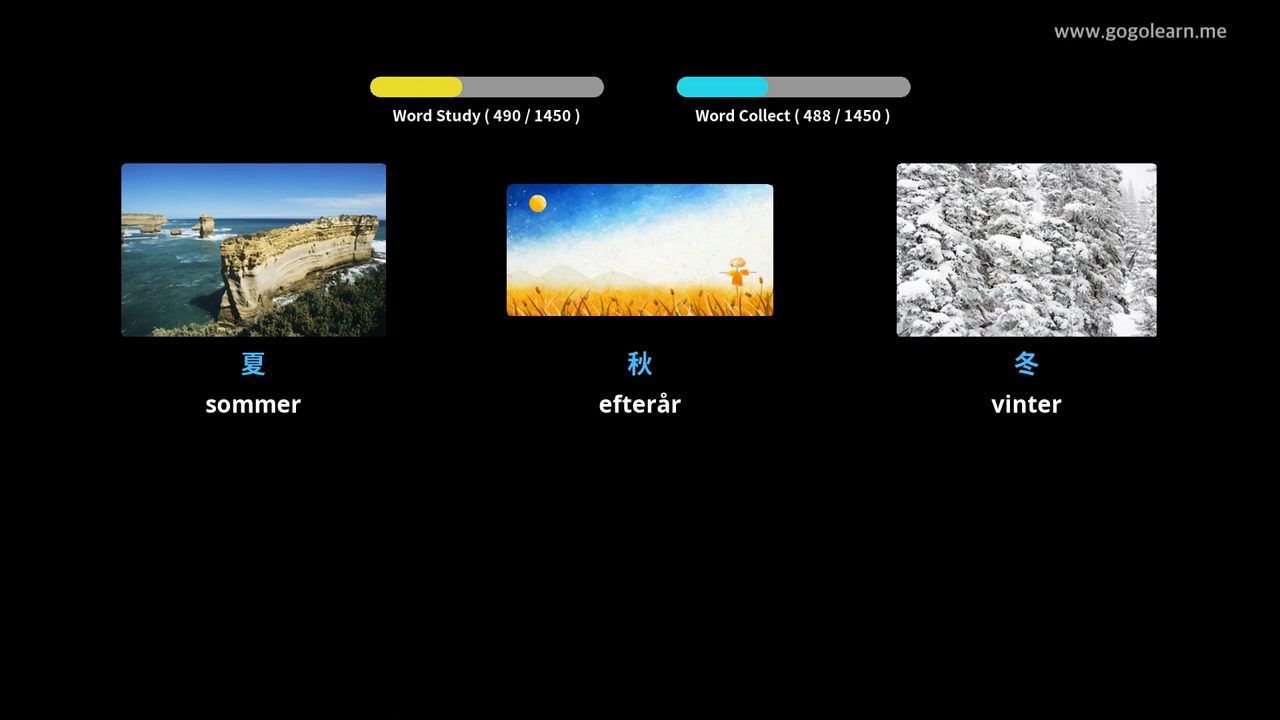 www.gogolearn.me
Word Study ( 490 / 1450 )
Word Collect ( 488 / 1450 )
夏
秋
冬
sommer
efterår
vinter